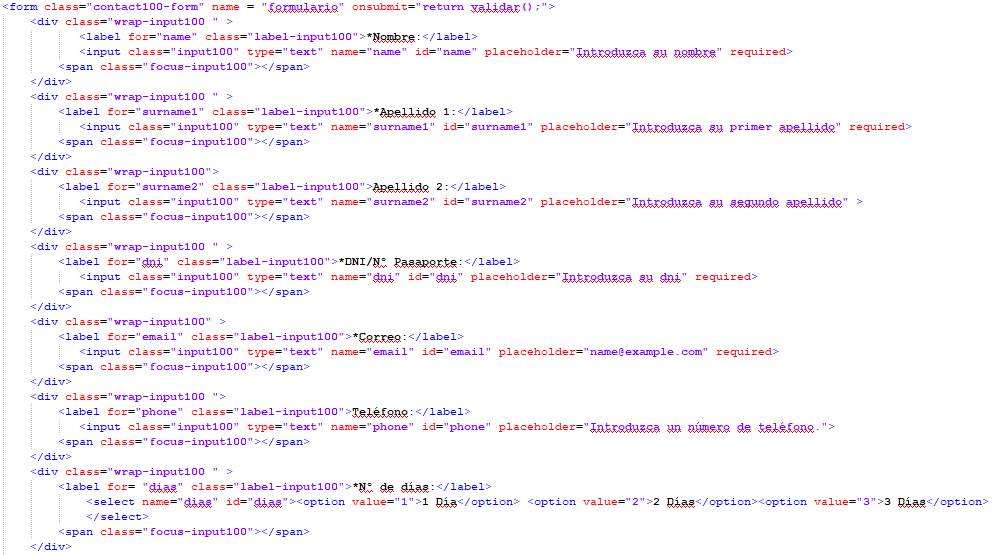 <form class="contact100-form" name = "formulario" onsubmit="return validar();">
<div class="wrap-input100 " >
<label for="name" class="label-input100">*Nombre:</label>
<input class="input100" type="text" name="name" id="name" placeholder="Introduzca su nombre" required>
<span class="focus-input100"></span>
</div>
<div class="wrap-input100 " >
<label for="surname1" class="label-input100">*Apellido 1:</label>
<input class="input100" type="text" name="surname1" id="surname1" placeholder="Introduzca su primer apellido" required>
<span class="focus-input100"></span>
</div>
<div class="wrap-input100">
<label for="surname2" class="label-input100">Apellido 2:</label>
<input class="input100" type="text" name="surname2" id="surname2" placeholder="Introduzca su segundo apellido" >
<span class="focus-input100"></span>
</div>
<div class="wrap-input100 " >
<label for="dni" class="label-input100">*DNI/Nº Pasaporte:</label>
<input class="input100" type="text" name="dni" id="dni" placeholder="Introduzca su dni" required>
<span class="focus-input100"></span>
</div>
<div class="wrap-input100" >
<label for="email" class="label-input100">*Correo:</label>
<input class="input100" type="text" name="email" id="email" placeholder="name@example.com" required>
<span class="focus-input100"></span>
</div>
<div class="wrap-input100 ">
<label for="phone" class="label-input100">Teléfono:</label>
<input class="input100" type="text" name="phone" id="phone" placeholder="Introduzca un número de teléfono.">
<span class="focus-input100"></span>
</div>
<div class="wrap-input100 " >
<label for= "dias" class="label-input100">*Nº de días:</label>
<select name="dias" id="dias"><option value="1">1 Día</option> <option value="2">2 Días</option><option value="3">3 Días</option>
</select>
<span class="focus-input100"></span>
</div>